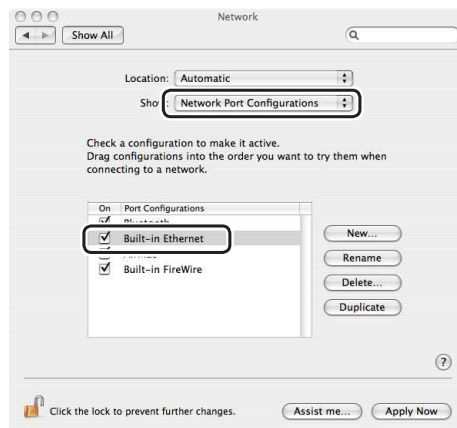 Network
Show All
Location: Automatic
Show: Network Port Configurations
Check a configuration to make it active.
Drag configurations into the order you want to try them when
connecting to a network.
On Port Configurations
Built-in Ethernet
Built-in FireWire
New...
Rename
Delete...
Duplicate
?
Click the lock to prevent further changes.
Assist me... Apply Now